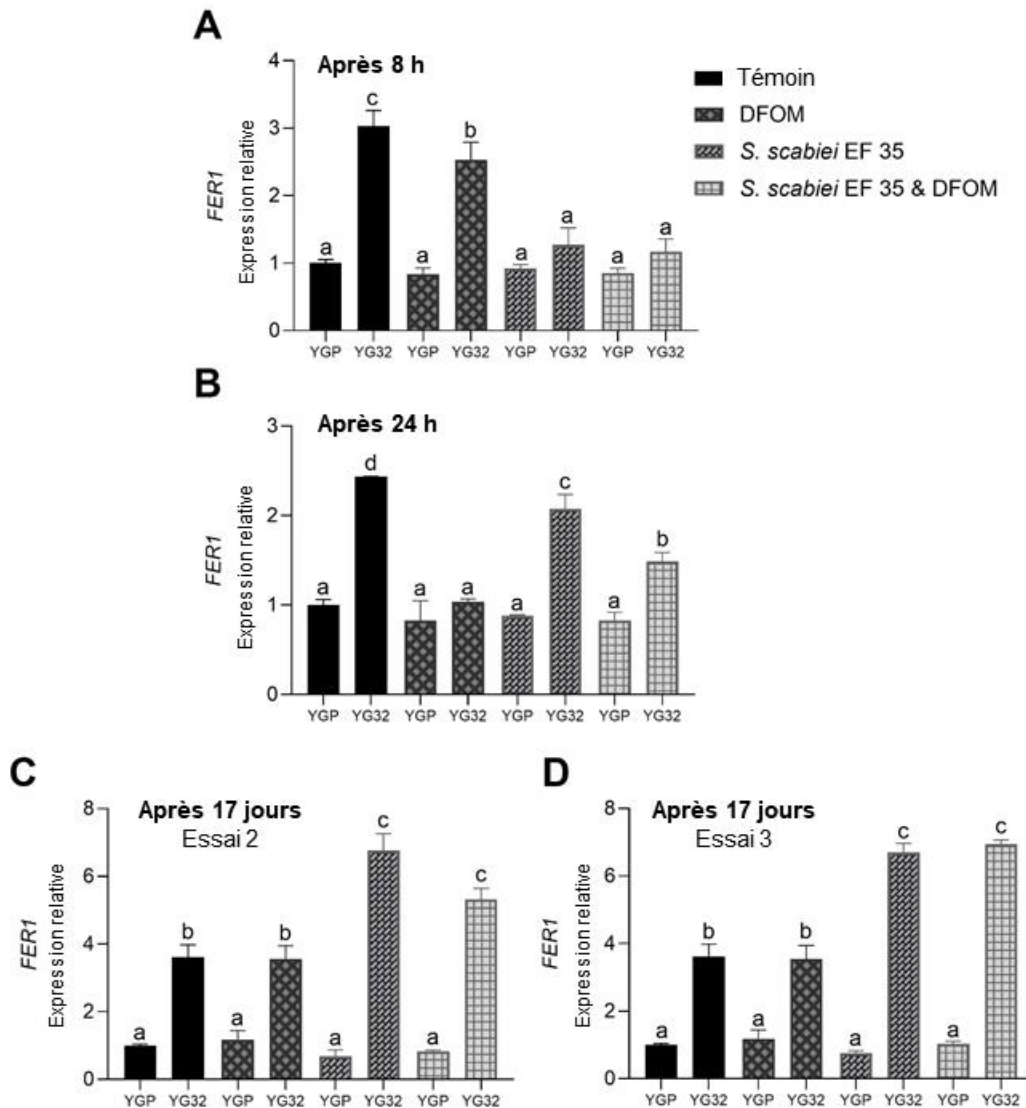 A
Après 8 h
FER1
Expression relative
4
3
2
1
0
a
c
a
b
a
a
a
a
YGP YG32 YGP YG32 YGP YG32 YGP YG32
Témoin
DFOM
S. scabiei EF 35
S. scabiei EF 35 & DFOM
B
Après 24 h
FER1
Expression relative
3
2
1
0
a
d
a
a
a
c
a
b
YGP YG32 YGP YG32 YGP YG32 YGP YG32
C
Après 17 jours
Essai 2
FER1
Expression relative
8
6
4
2
0
a
b
a
b
a
c
a
c
YGP YG32 YGP YG32 YGP YG32 YGP YG32
D
Après 17 jours
Essai 3
FER1
Expression relative
8
6
4
2
0
a
b
a
b
a
c
a
c
YGP YG32 YGP YG32 YGP YG32 YGP YG32